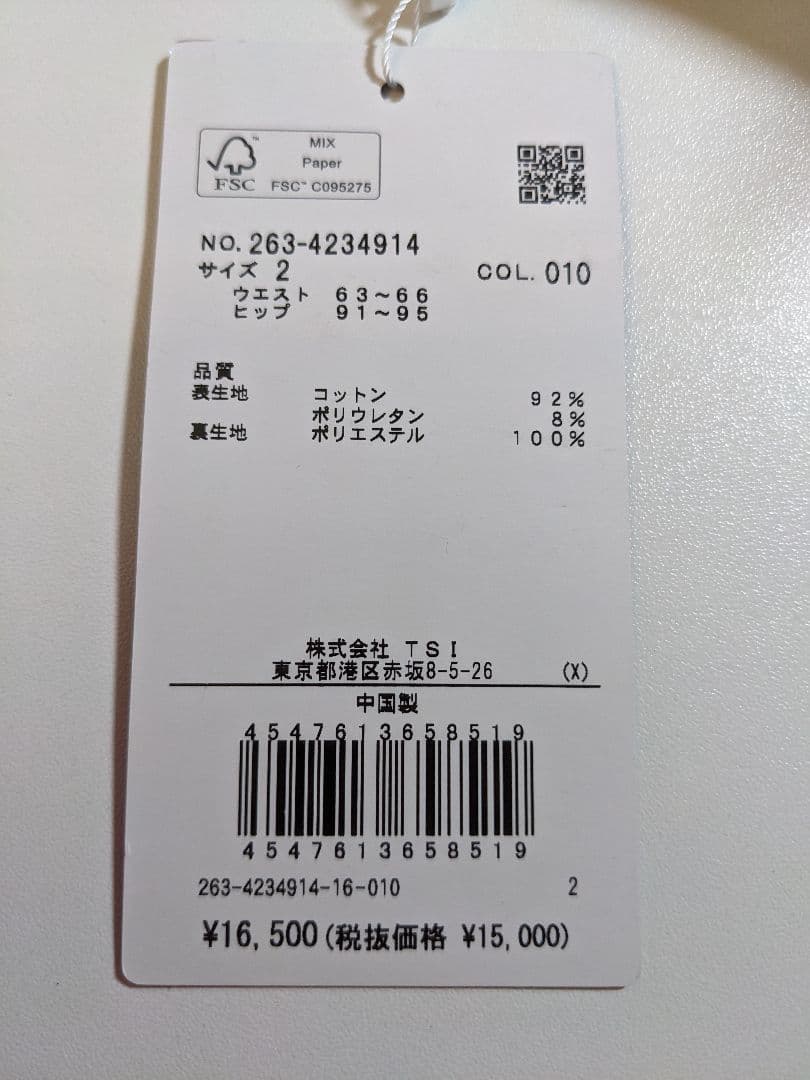 MIX
Paper
FSC™ FSC™ C095275
NO. 263-4234914
サイズ 2 COL. 010
ウエスト 63~66
ヒップ 91~95
品質
表生地 コットン 92%
ポリウレタン 8%
裏生地 ポリエステル 100%
株式会社 TSI
東京都港区赤坂8-5-26 (X)
中国製
4547613658519
4547613658519
263-4234914-16-010 2
¥16,500(税抜価格 ¥15,000)